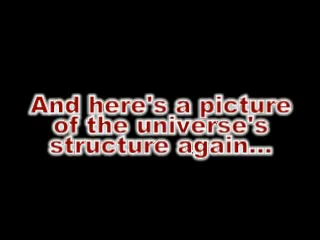 And here's a picture
of the universe's
structure again...